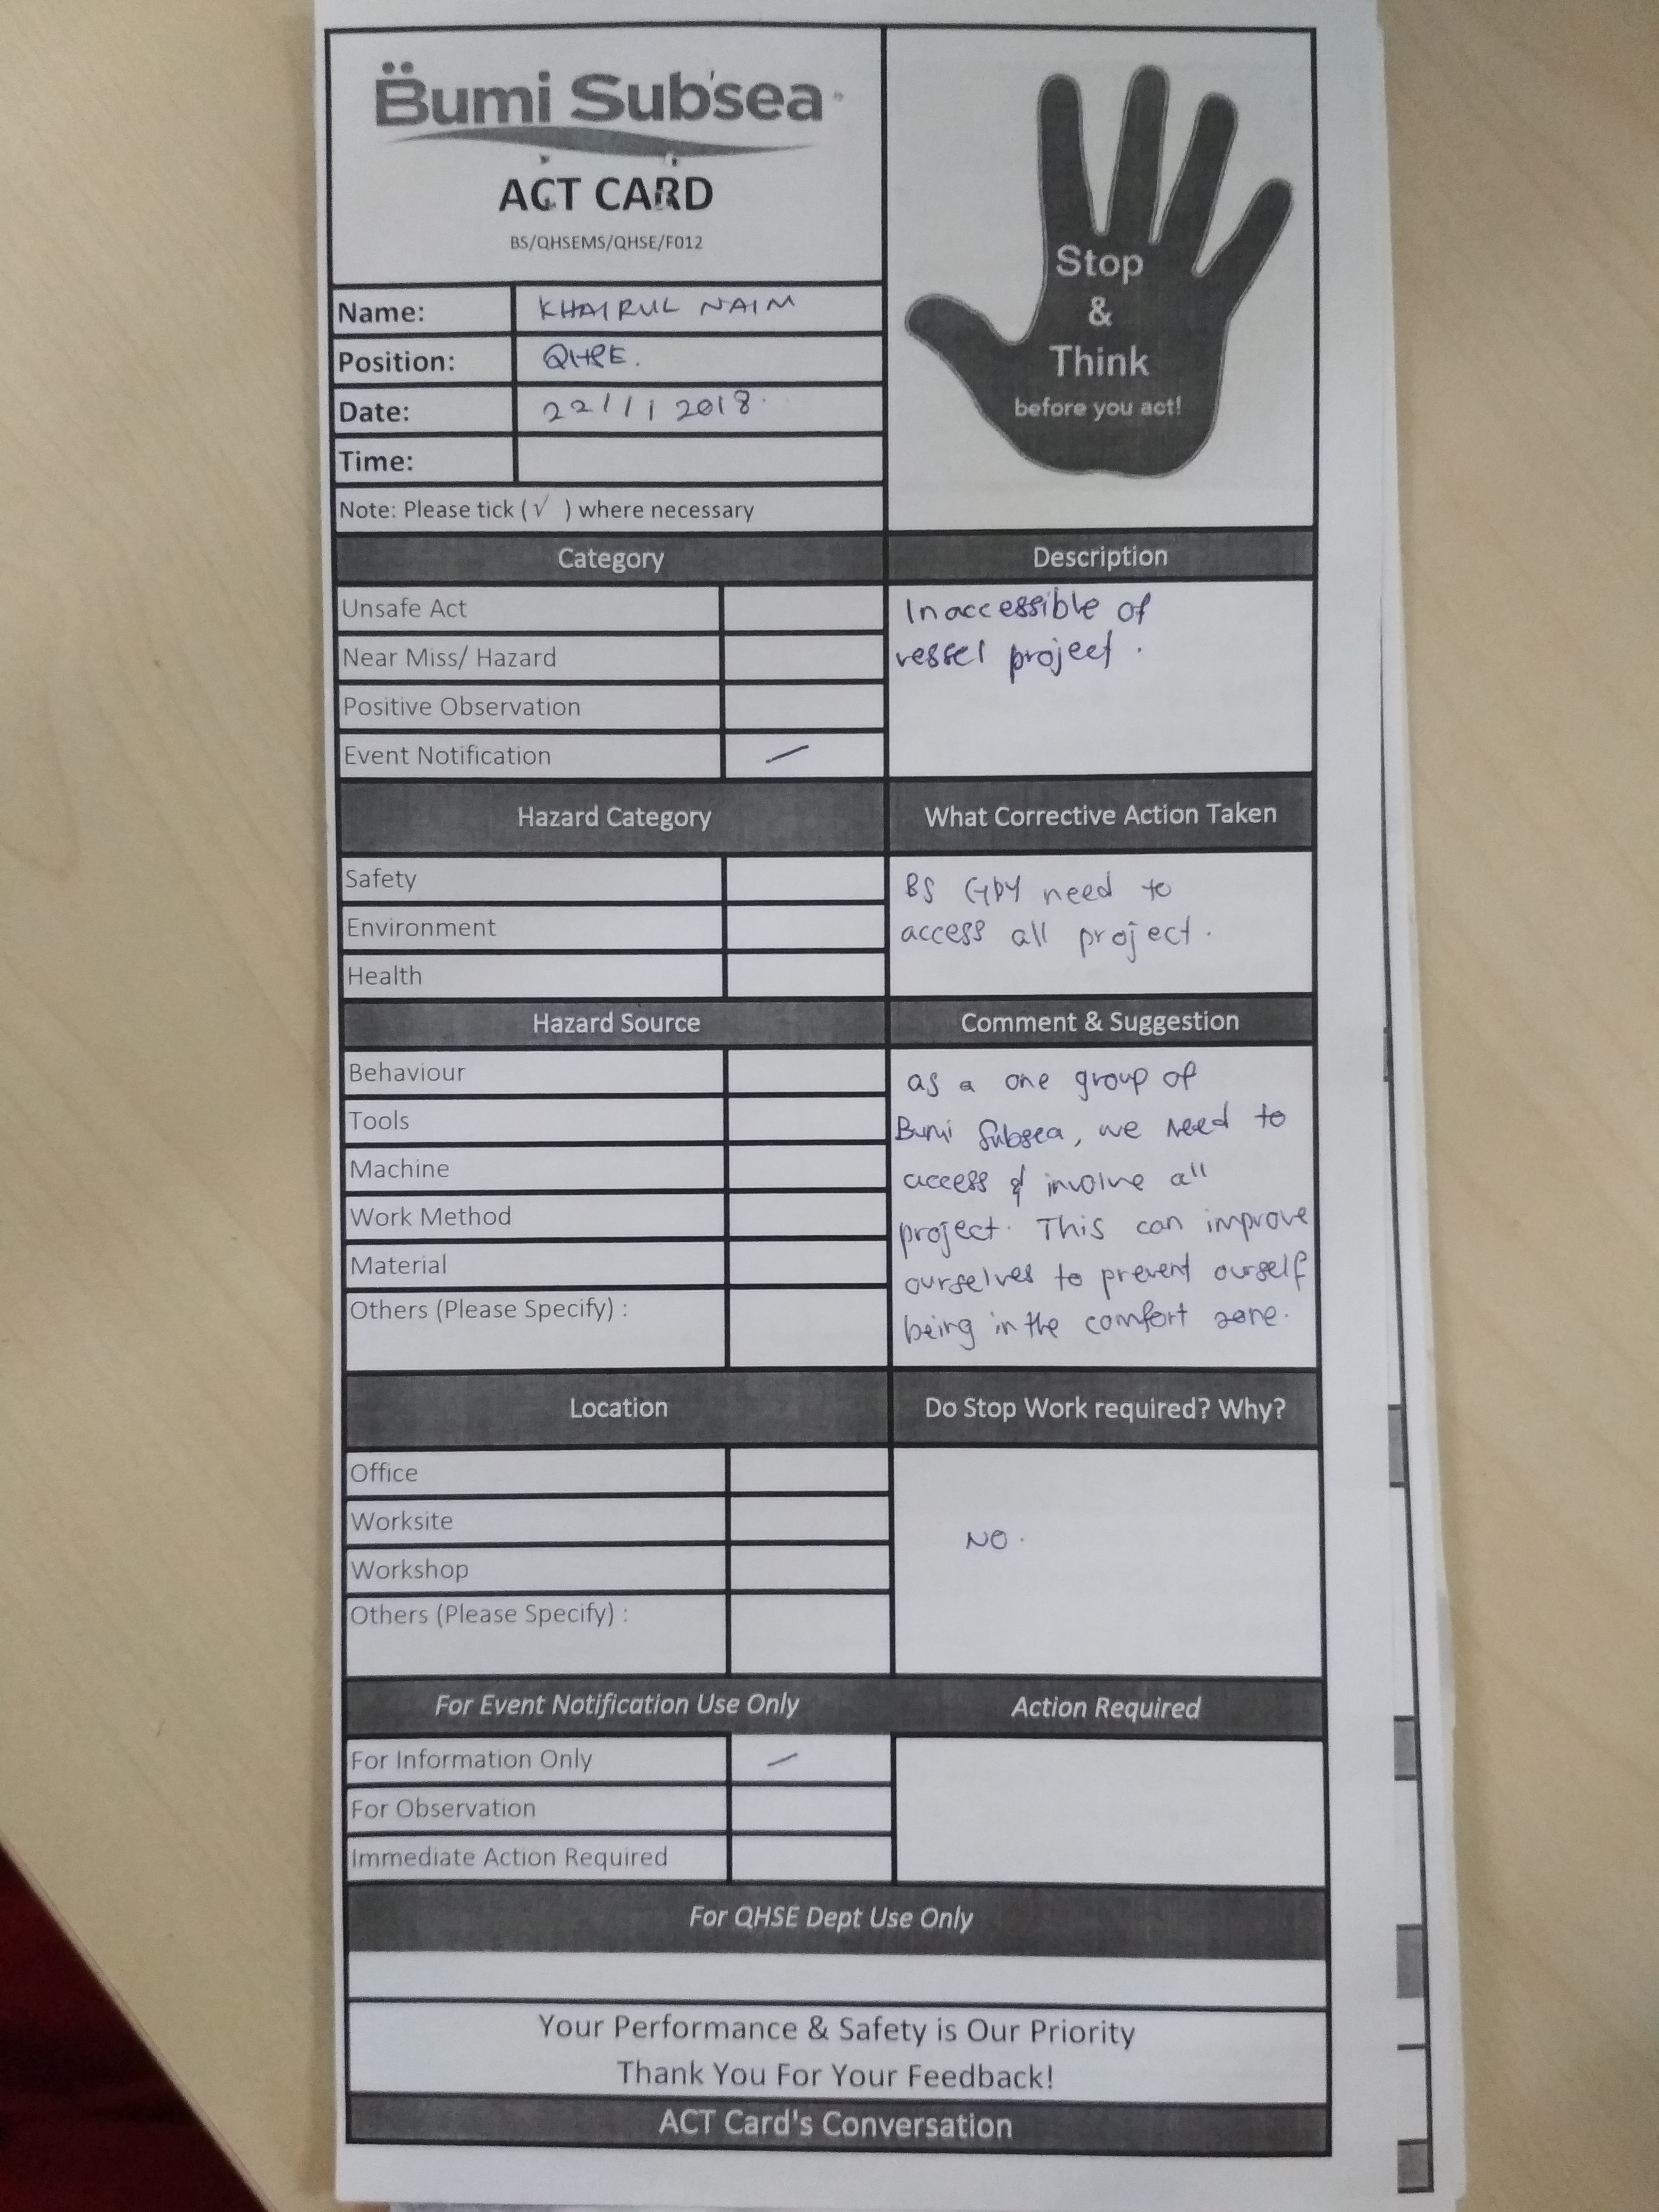 Bumi Subsea
ACT CARD
BS/QHSEMS/QHSE/F012
Stop
&
Think
before you act!
Name: KHAIRUL NAIM
Position: QHSE.
Date: 22/1/2018.
Time:
Note: Please tick (√ ) where necessary
Category
Unsafe Act
Near Miss/ Hazard
Positive Observation
Event Notification /
Description
Inaccessible of
vessel project.
Hazard Category
Safety
Environment
Health
What Corrective Action Taken
BS need to
access all project.
Hazard Source
Behaviour
Tools
Machine
Work Method
Material
Others (Please Specify) :
Comment & Suggestion
as a one group of
Bumi Subsea, we need to
access & involve all
project. This can improve
ourselves to prevent ourself
being in the comfort zone.
Location
Office
Worksite
Workshop
Others (Please Specify) :
Do Stop Work required? Why?
NO.
For Event Notification Use Only
For Information Only /
For Observation
Immediate Action Required
Action Required
For QHSE Dept Use Only
Your Performance & Safety is Our Priority
Thank You For Your Feedback!
ACT Card's Conversation